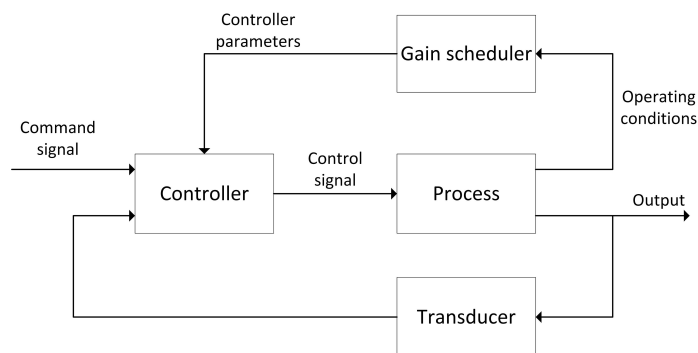 Controller
parameters
Gain scheduler
Operating
conditions
Command
signal
Controller
Control
signal
Process
Output
Transducer